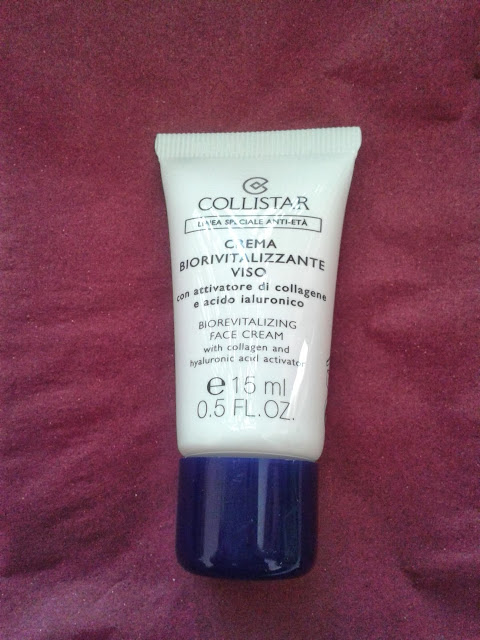 COLLISTAR
LINEA SPECIALE ANTI-ETÀ
CREMA
BIORIVITALIZZANTE
VISO
con attivatore di collagene
e acido ialuronico
BIOREVITALIZING
FACE CREAM
with collagen and
hyaluronic acid activator
e 15 ml
0.5 FL.OZ.